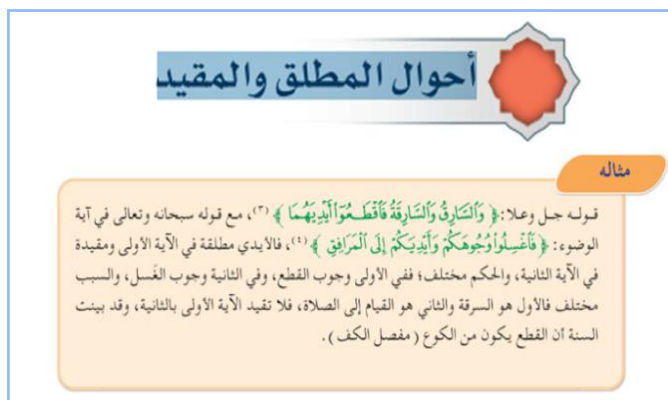 أحوال المطلق والمقيد
مثاله
قوله جل وعلا: ﴿ وَٱلسَّارِقُ وَٱلسَّارِقَةُ فَٱقْطَعُوٓاْ أَيْدِيَهُمَا ﴾ (٣)، مع قوله سبحانه وتعالى في آية
الوضوء: ﴿ فَٱغْسِلُواْ وُجُوهَكُمْ وَأَيْدِيَكُمْ إِلَى ٱلْمَرَافِقِ ﴾ (٤)، فالأيدي مطلقة في الآية الأولى ومقيدة
في الآية الثانية، والحكم مختلف؛ ففي الأولى وجوب القطع، وفي الثانية وجوب الغَسل، والسبب
مختلف فالأول هو السرقة والثاني هو القيام إلى الصلاة، فلا تقيد الآية الأولى بالثانية، وقد بينت
السنة أن القطع يكون من الكوع (مفصل الكف).